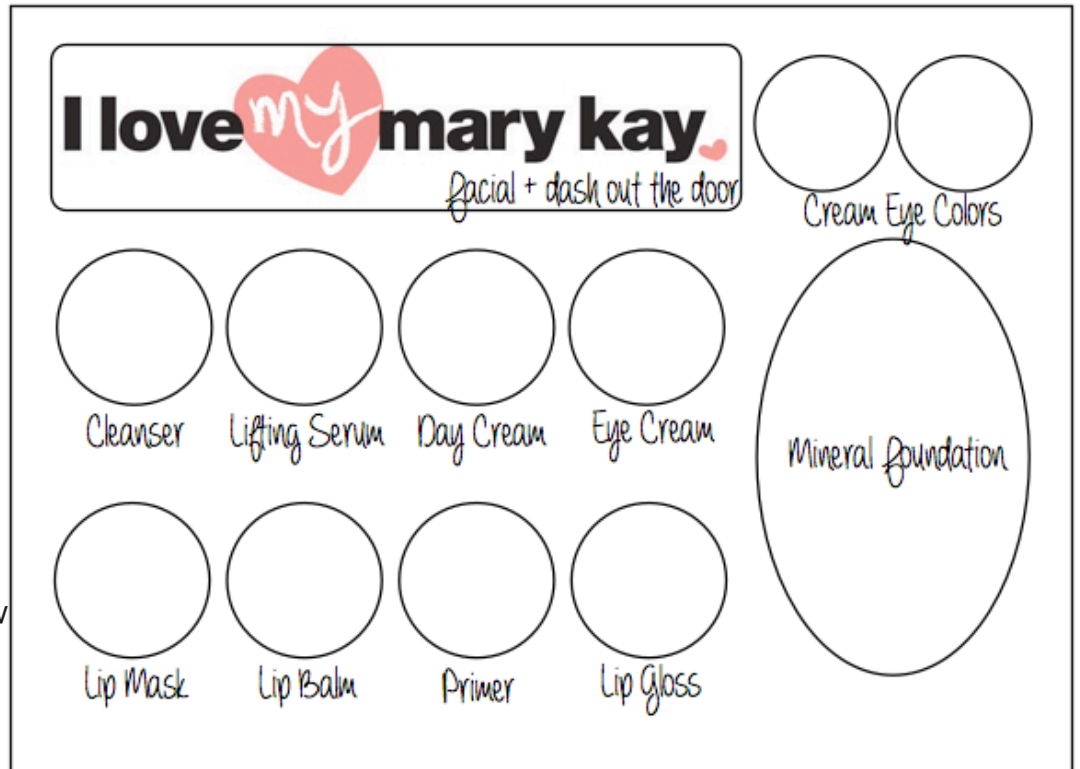 I love my mary kay
facial + dash out the door
Cream Eye Colors
Cleanser Lifting Serum Day Cream Eye Cream
Mineral foundation
Lip Mask Lip Balm Primer Lip Gloss